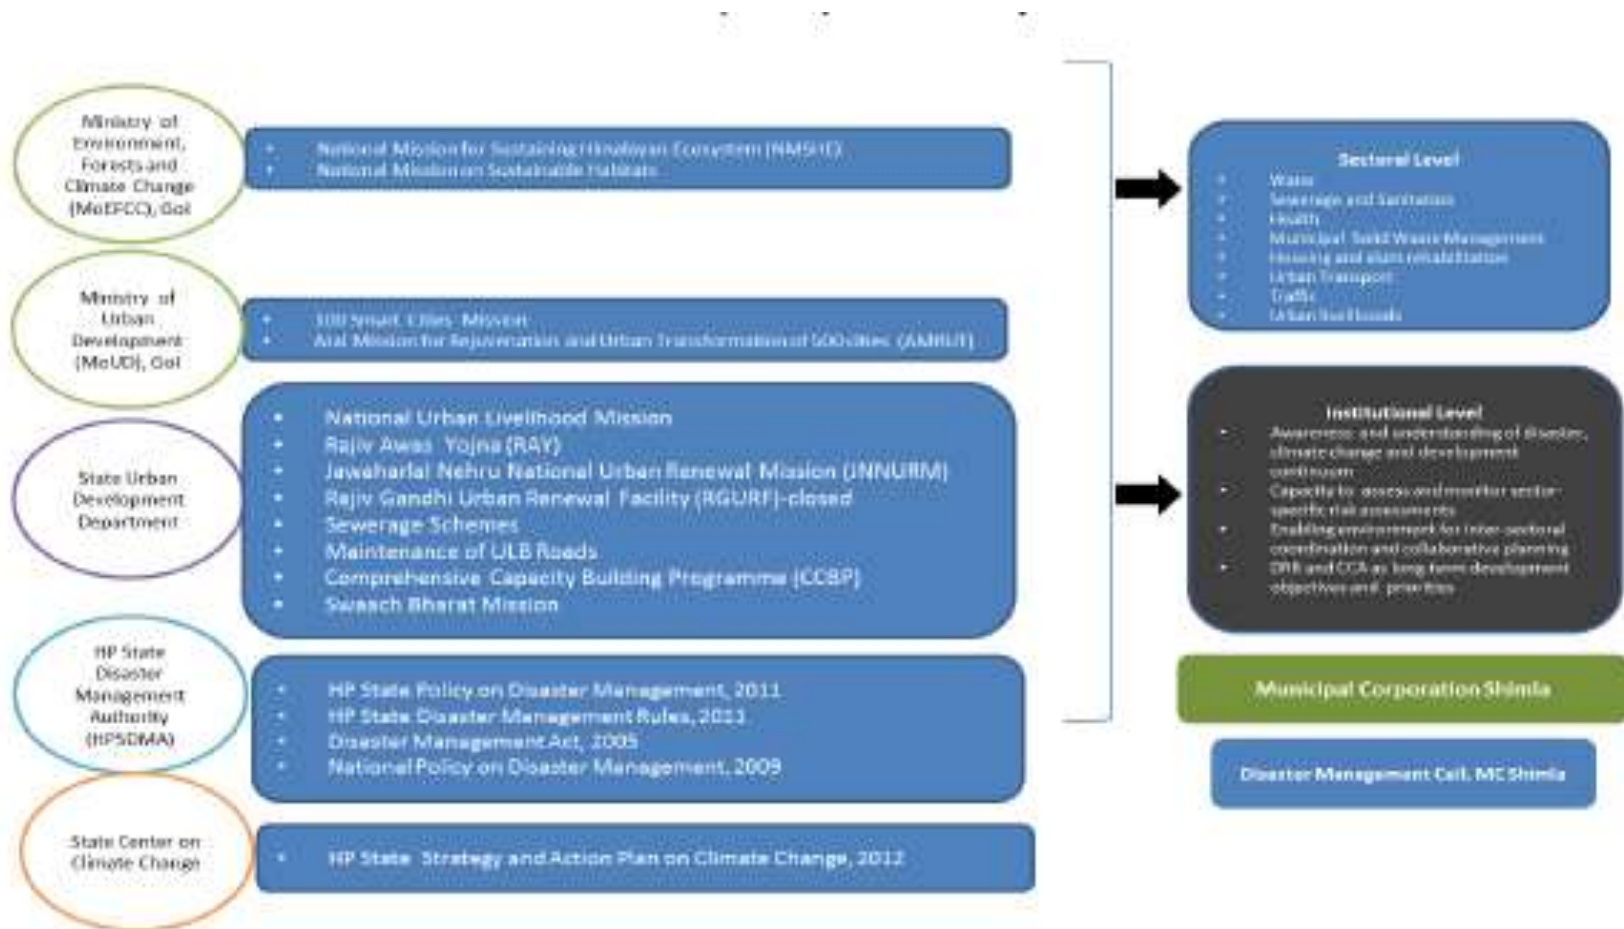 Ministry of
Environment,
Forests and
Climate Change
(MoEFCC), GoI
National Mission for Sustaining Himalayan Ecosystem (NMSHE)
National Mission on Sustainable Habitats
Ministry of
Urban
Development
(MoUD), GoI
100 Smart Cities Mission
Atal Mission for Rejuvenation and Urban Transformation of 500 cities (AMRUT)
State Urban
Development
Department
National Urban Livelihood Mission
Rajiv Awas Yojna (RAY)
Jawaharlal Nehru National Urban Renewal Mission (JNNURM)
Rajiv Gandhi Urban Renewal Facility (RGURF)-closed
Sewerage Schemes
Maintenance of ULB Roads
Comprehensive Capacity Building Programme (CCBP)
Swaach Bharat Mission
HP State
Disaster
Management
Authority
(HPSDMA)
HP State Policy on Disaster Management, 2011
HP State Disaster Management Rules, 2011
Disaster Management Act, 2005
National Policy on Disaster Management, 2009
State Center on
Climate Change
HP State Strategy and Action Plan on Climate Change, 2012
Sectoral Level
Sewerage and Sanitation
Health
Municipal Solid Waste Management
Housing and slum rehabilitation
Urban Transport
Traffic
Urban livelihoods
Institutional Level
Awareness and understanding of disaster,
climate change and development
continuum
Capacity to assess and monitor sector-
specific risk assessments
Enabling environment for inter-sectoral
coordination and collaborative planning
DRR and CCA as long term development
objectives and priorities
Municipal Corporation Shimla
Disaster Management Cell, MC Shimla